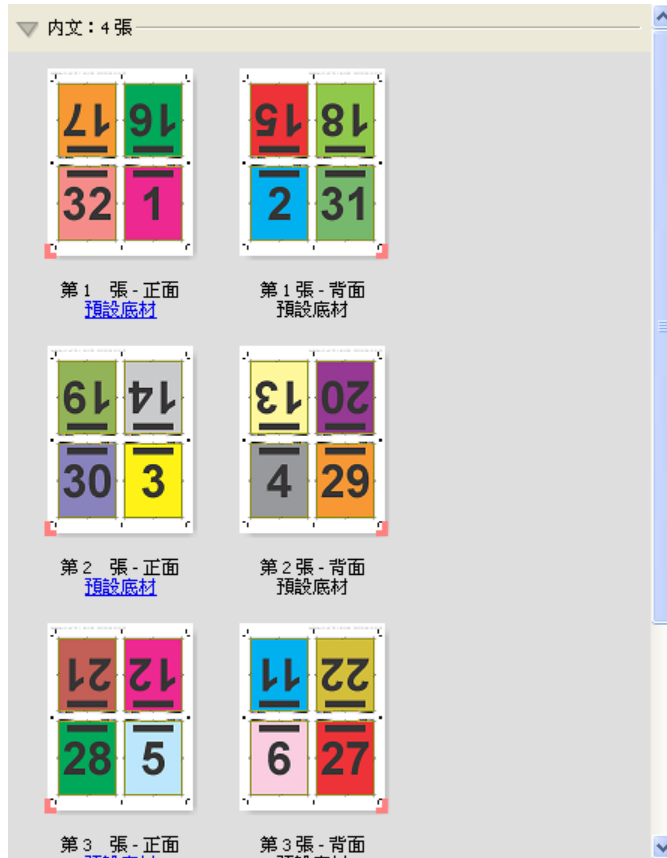 內文：4 張
17 16
32 1
15 18
2 31
第 1 張 - 正面
預設底材
第 1 張 - 背面
預設底材
19 14
30 3
13 20
4 29
第 2 張 - 正面
預設底材
第 2 張 - 背面
預設底材
21 12
28 5
11 22
6 27
第 3 張 - 正面
第 3 張 - 背面